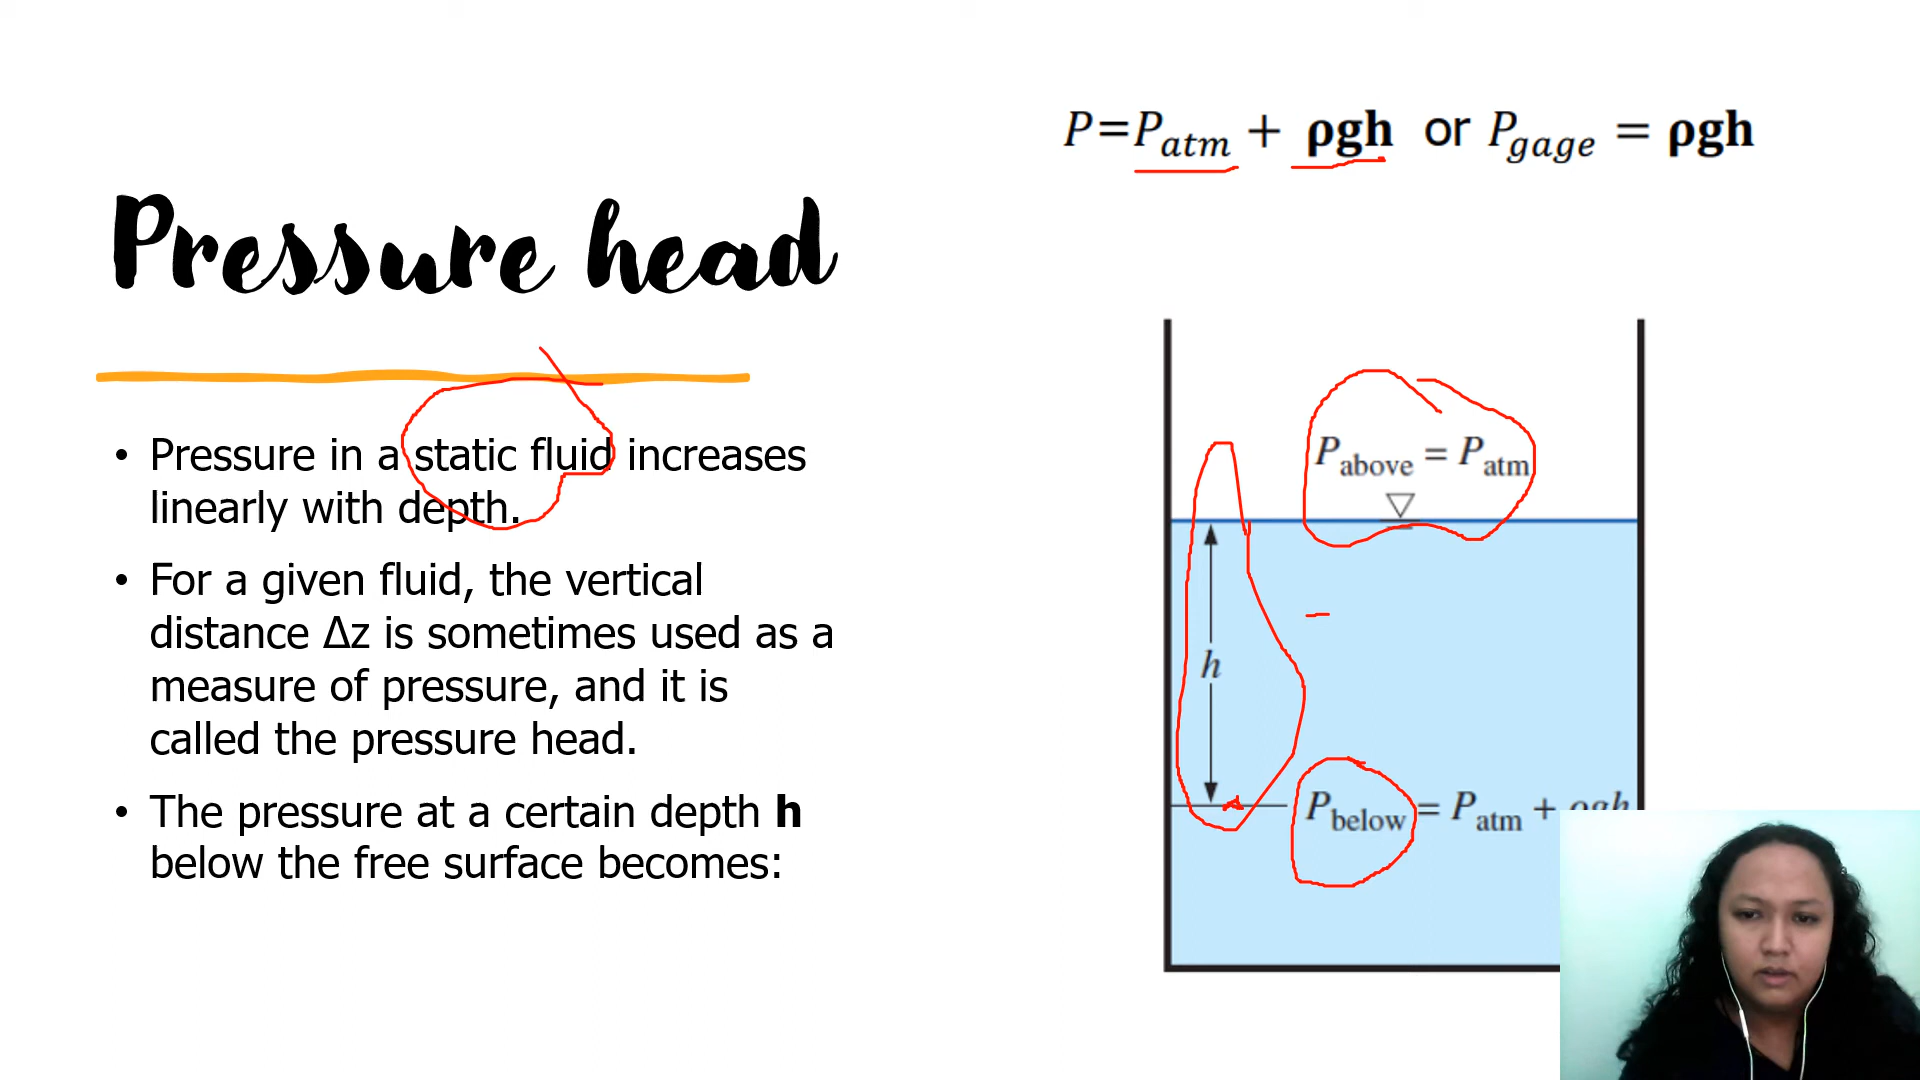 P=Patm + ρgh or Pgage = ρgh
Pressure head
• Pressure in a static fluid increases
linearly with depth.
• For a given fluid, the vertical
distance Δz is sometimes used as a
measure of pressure, and it is
called the pressure head.
• The pressure at a certain depth h
below the free surface becomes:
Pabove = Patm
h
Pbelow = Patm + ρgh